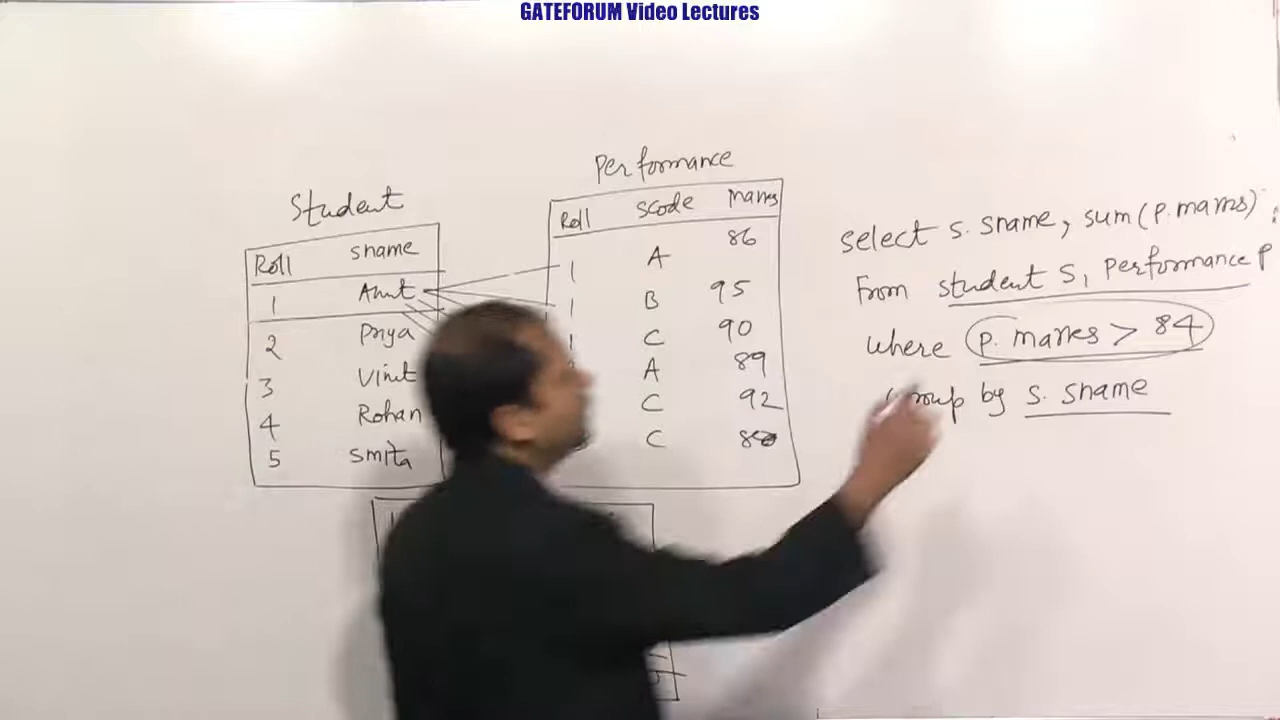 GATEFORUM Video Lectures
Student
Roll sname
1 Amit
2 Priya
3 Vinit
4 Rohan
5 Smita
Performance
Roll scode marks
1 A 86
1 B 95
1 C 90
A 89
C 92
C
select s. sname, sum (p. marks)
From student S, performance P
where p. marks > 84
Group by s. sname